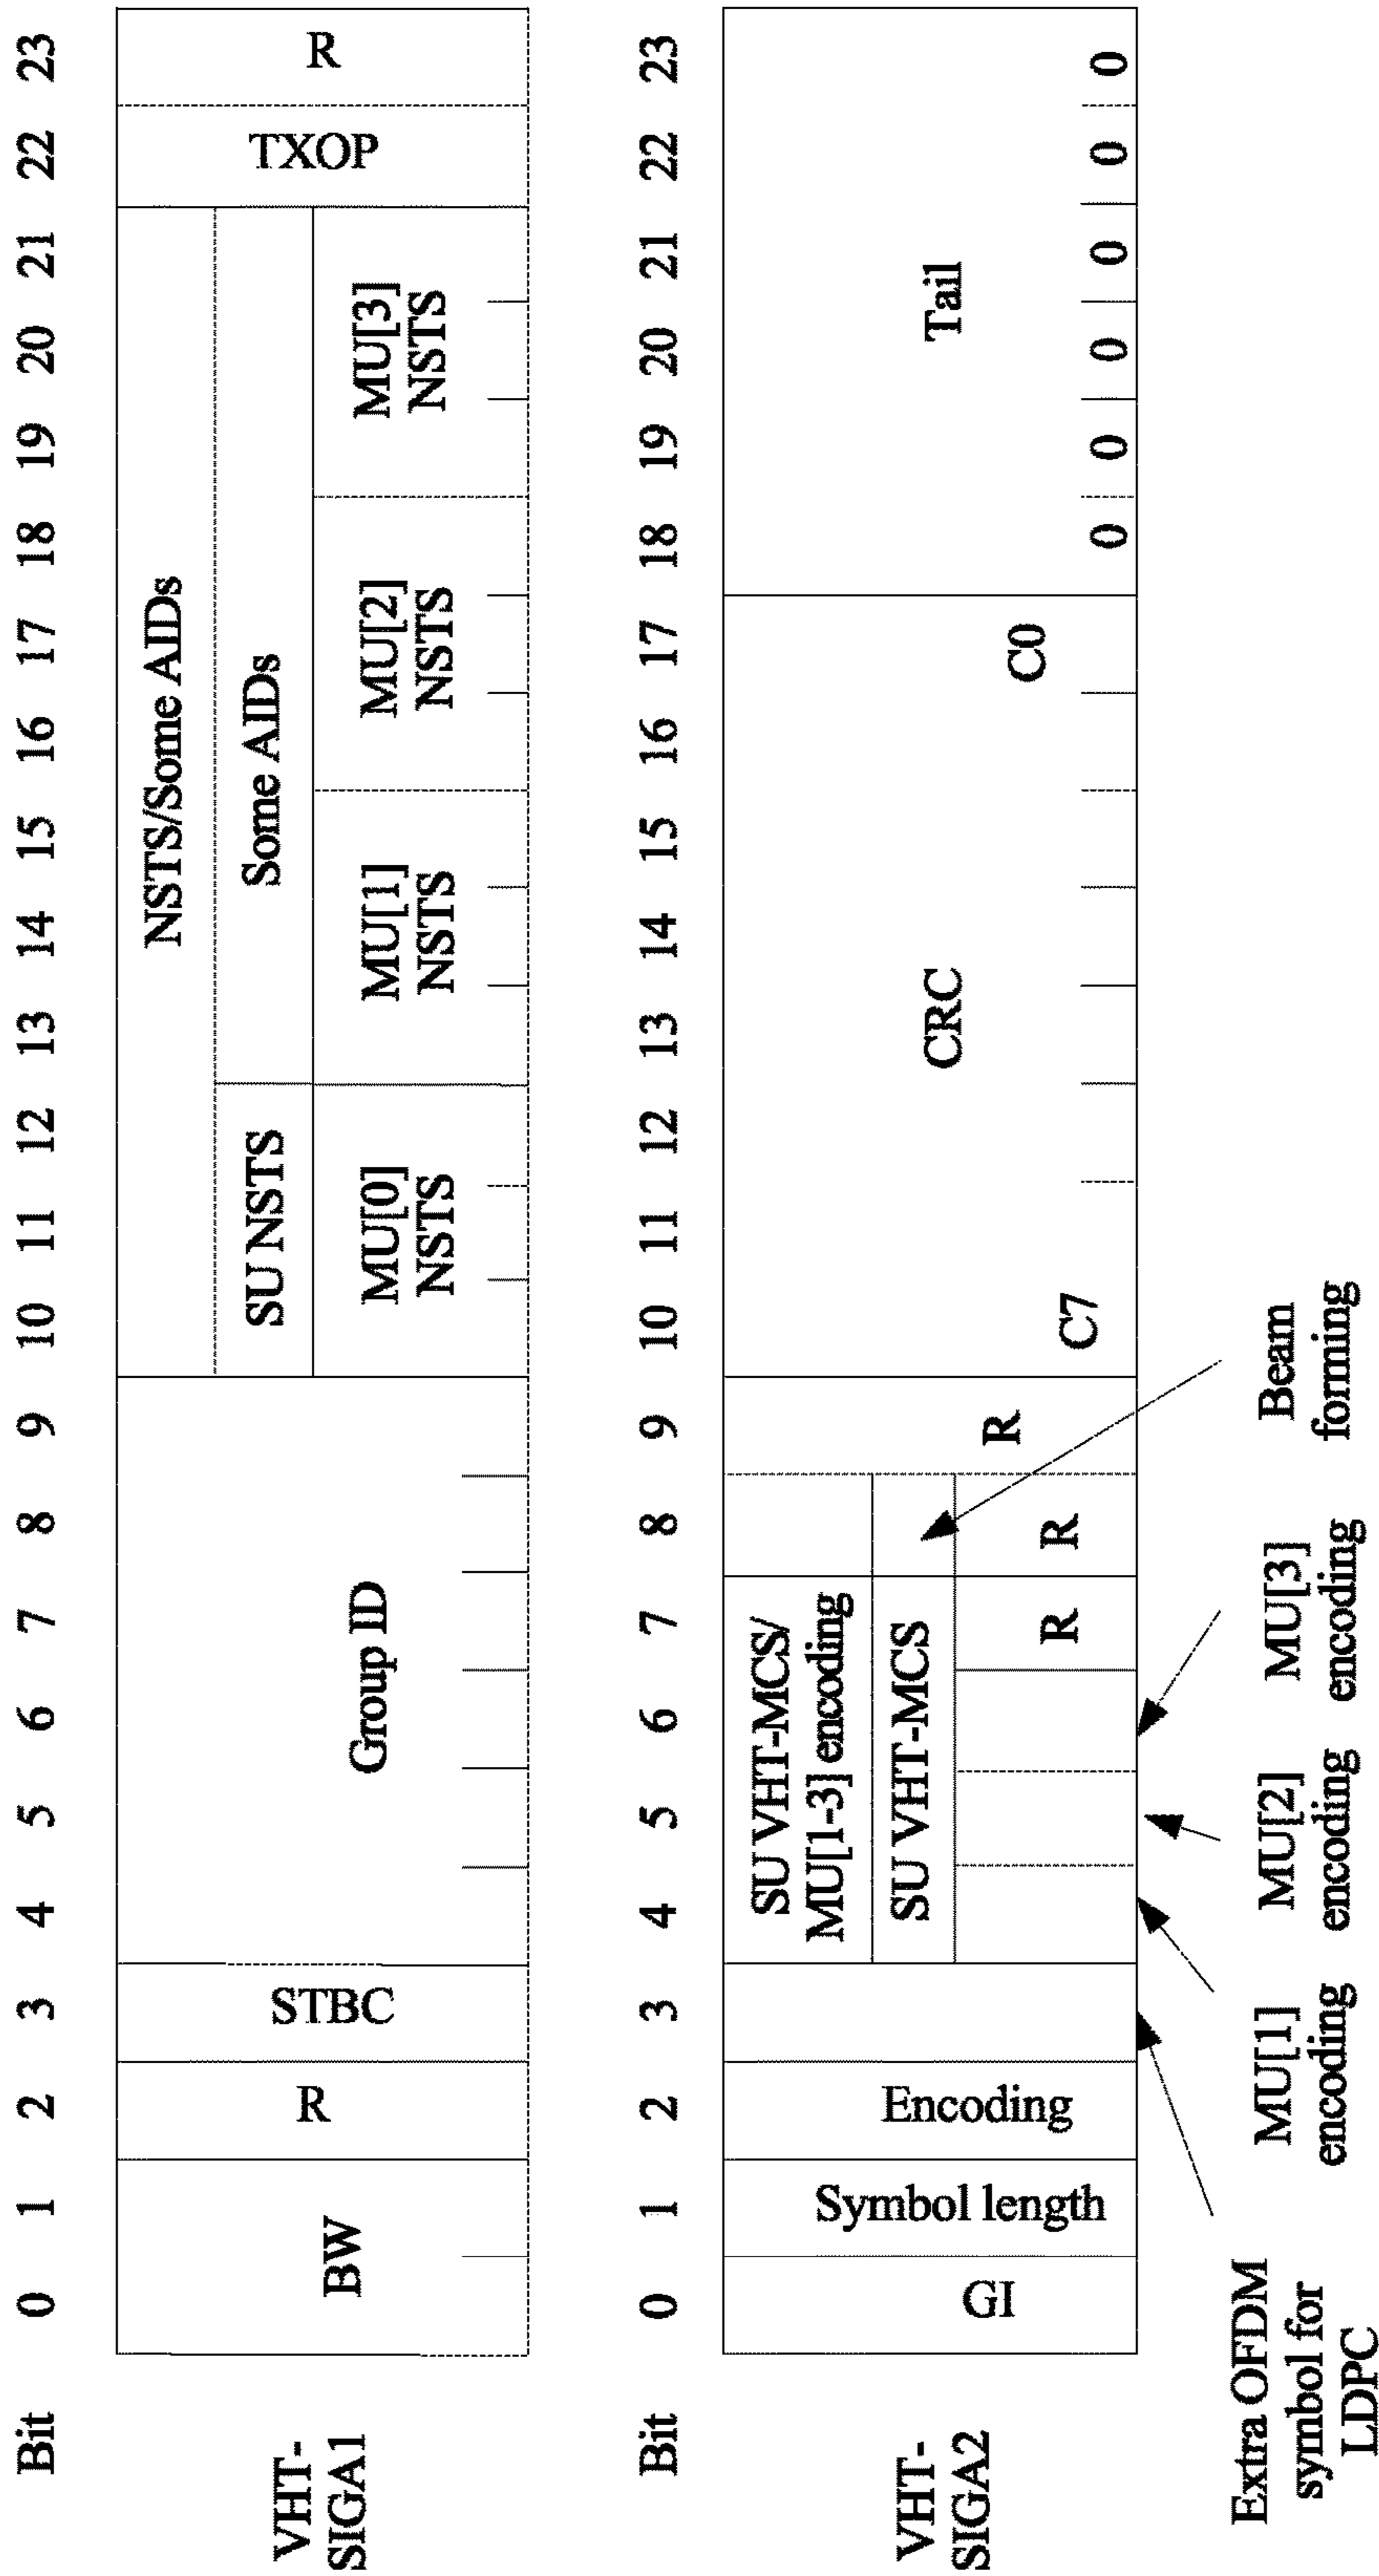 Bit 0 1 2 3 4 5 6 7 8 9 10 11 12 13 14 15 16 17 18 19 20 21 22 23
VHT-
SIGA1
BW
R
STBC
Group ID
NSTS/Some AIDs
SU NSTS
Some AIDs
MU[0]
NSTS
MU[1]
NSTS
MU[2]
NSTS
MU[3]
NSTS
TXOP
R
Bit 0 1 2 3 4 5 6 7 8 9 10 11 12 13 14 15 16 17 18 19 20 21 22 23
VHT-
SIGA2
GI
Symbol length
Encoding
SU VHT-MCS/
MU[1-3] encoding
SU VHT-MCS
R
R
R
CRC
C7
C0
Tail
0 0 0 0 0 0
Extra OFDM
symbol for
LDPC
MU[1]
encoding
MU[2]
encoding
MU[3]
encoding
Beam
forming